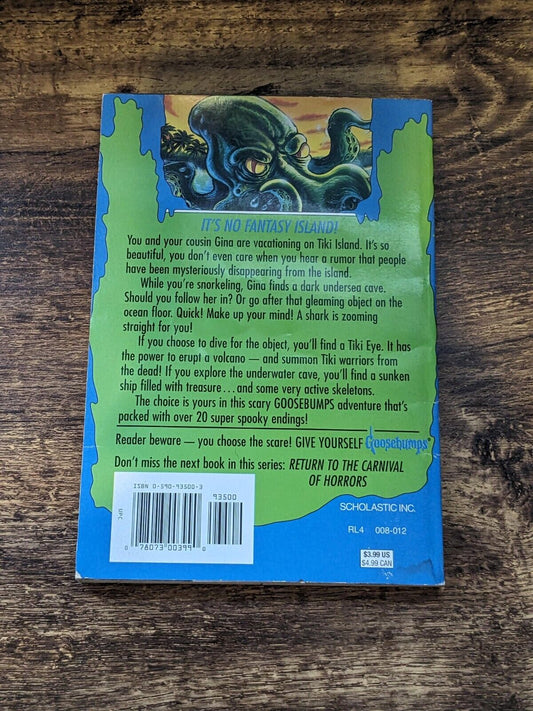 IT'S NO FANTASY ISLAND!
You and your cousin Gina are vacationing on Tiki Island. It's so
beautiful, you don't even care when you hear a rumor that people
have been mysteriously disappearing from the island.
While you're snorkeling, Gina finds a dark undersea cave.
Should you follow her in? Or go after that gleaming object on the
ocean floor. Quick! Make up your mind! A shark is zooming
straight for you!
If you choose to dive for the object, you'll find a Tiki Eye. It has
the power to erupt a volcano — and summon Tiki warriors from
the dead! If you explore the underwater cave, you'll find a sunken
ship filled with treasure...and some very active skeletons.
The choice is yours in this scary GOOSEBUMPS adventure that's
packed with over 20 super spooky endings!
Reader beware — you choose the scare! GIVE YOURSELF Goosebumps®
Don't miss the next book in this series: RETURN TO THE CARNIVAL
OF HORRORS
ISBN 0-590-93500-3
93500
UPC
0 78073 00399 0
SCHOLASTIC INC.
RL4 008-012
$3.99 US
$4.99 CAN